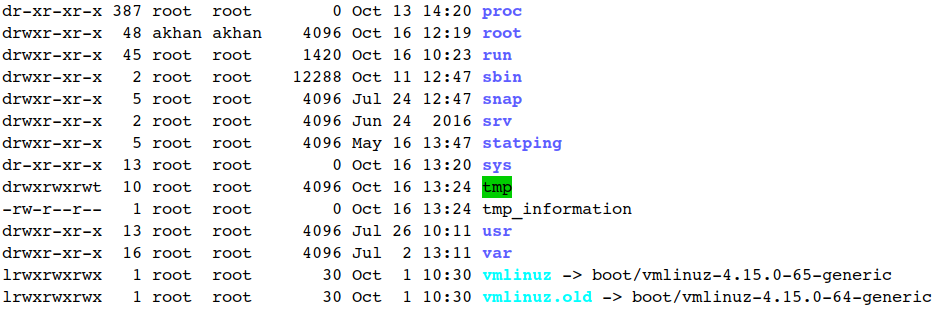 dr-xr-xr-x 387 root  root        0 Oct 13 14:20 proc
drwxr-xr-x  48 akhan akhan    4096 Oct 16 12:19 root
drwxr-xr-x  45 root  root     1420 Oct 16 10:23 run
drwxr-xr-x   2 root  root    12288 Oct 11 12:47 sbin
drwxr-xr-x   5 root  root     4096 Jul 24 12:47 snap
drwxr-xr-x   2 root  root     4096 Jun 24  2016 srv
drwxr-xr-x   5 root  root     4096 May 16 13:47 statping
dr-xr-xr-x  13 root  root        0 Oct 16 13:20 sys
drwxrwxrwt  10 root  root     4096 Oct 16 13:24 tmp
-rw-r--r--   1 root  root        0 Oct 16 13:24 tmp_information
drwxr-xr-x  13 root  root     4096 Jul 26 10:11 usr
drwxr-xr-x  16 root  root     4096 Jul  2 13:11 var
lrwxrwxrwx   1 root  root       30 Oct  1 10:30 vmlinuz -> boot/vmlinuz-4.15.0-65-generic
lrwxrwxrwx   1 root  root       30 Oct  1 10:30 vmlinuz.old -> boot/vmlinuz-4.15.0-64-generic